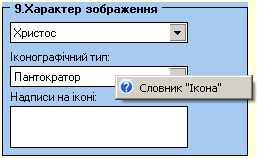 9.Характер зображення
Христос
Іконографічний тип:
Пантократор
Словник "Ікона"
Надписи на іконі: